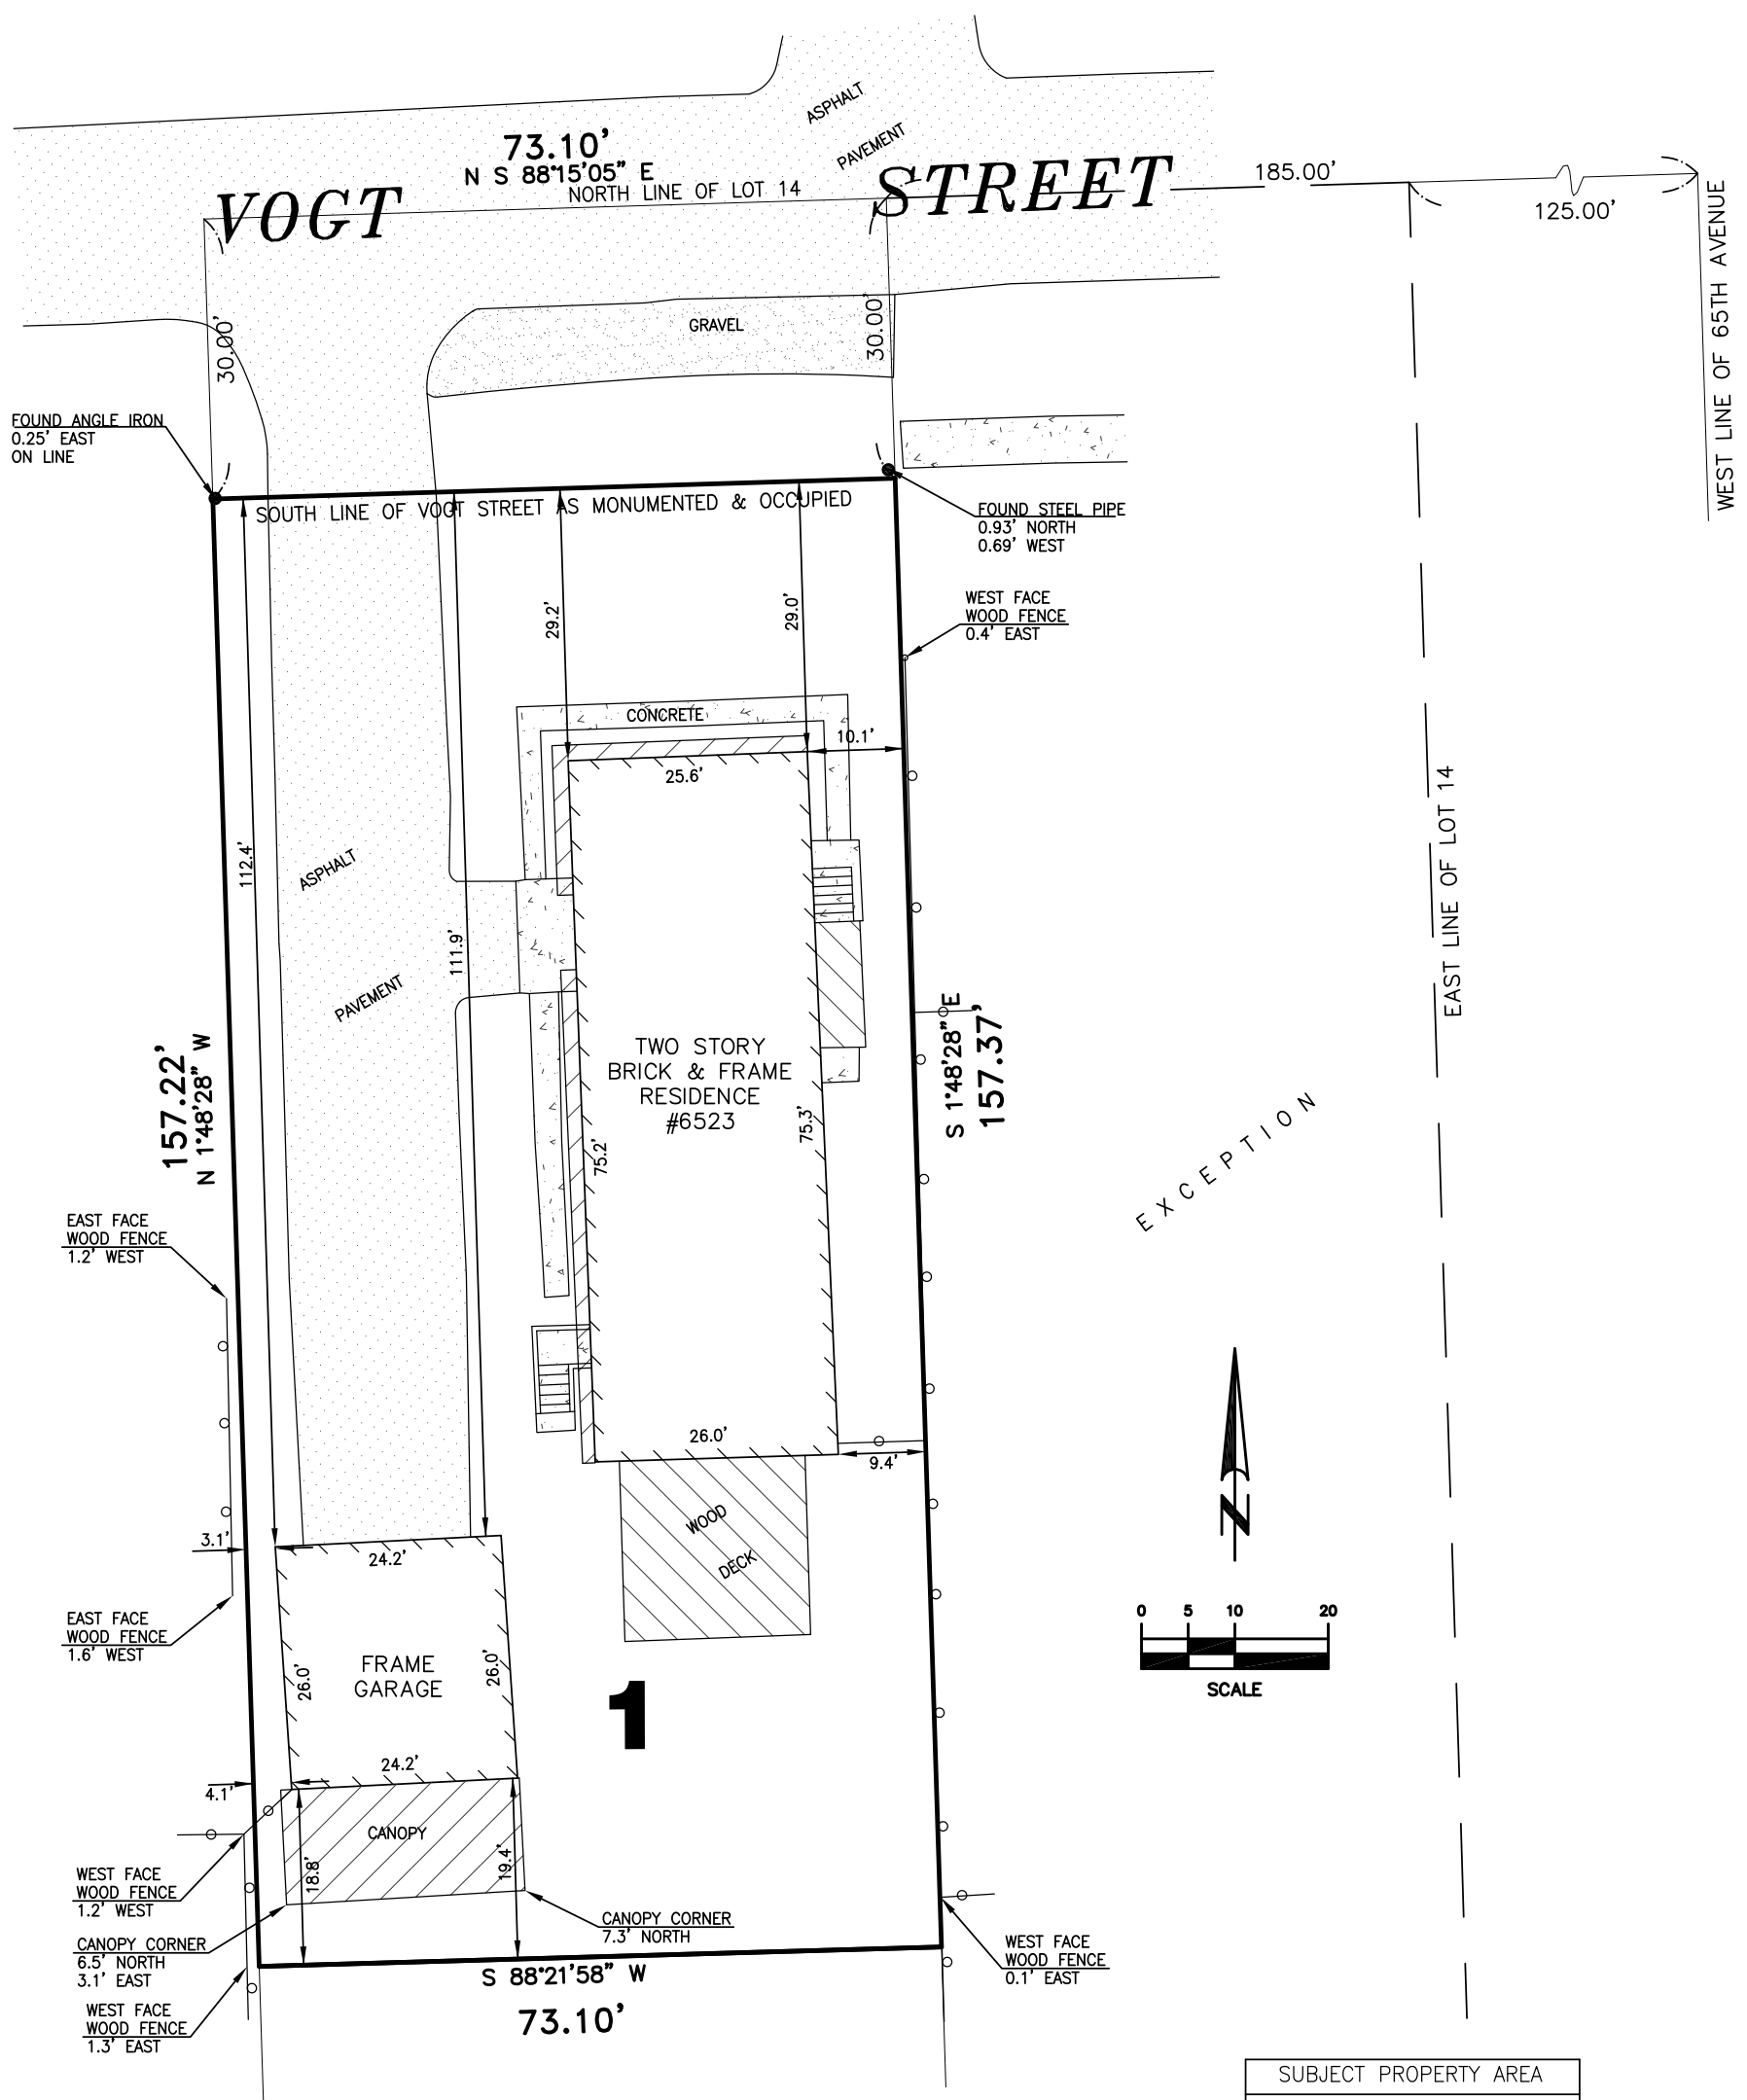 ASPHALT
PAVEMENT
73.10'
N S 88°15'05" E
NORTH LINE OF LOT 14
VOGT STREET
185.00'
125.00'
WEST LINE OF 65TH AVENUE
30.00'
30.00'
GRAVEL
FOUND ANGLE IRON
0.25' EAST
ON LINE
SOUTH LINE OF VOGT STREET AS MONUMENTED & OCCUPIED
FOUND STEEL PIPE
0.93' NORTH
0.69' WEST
WEST FACE
WOOD FENCE
0.4' EAST
29.2'
29.0'
CONCRETE
10.1'
25.6'
112.4'
ASPHALT
PAVEMENT
111.9'
EAST LINE OF LOT 14
TWO STORY
BRICK & FRAME
RESIDENCE
#6523
75.2'
75.3'
157.22'
N 1°48'28" W
S 1°48'28" E
157.37'
EXCEPTION
EAST FACE
WOOD FENCE
1.2' WEST
26.0'
9.4'
WOOD
DECK
N
3.1'
24.2'
0 5 10 20
SCALE
EAST FACE
WOOD FENCE
1.6' WEST
26.0'
FRAME
GARAGE
26.0'
1
24.2'
4.1'
CANOPY
18.8'
19.4'
WEST FACE
WOOD FENCE
1.2' WEST
CANOPY CORNER
7.3' NORTH
CANOPY CORNER
6.5' NORTH
3.1' EAST
WEST FACE
WOOD FENCE
0.1' EAST
S 88°21'58" W
73.10'
WEST FACE
WOOD FENCE
1.3' EAST
SUBJECT PROPERTY AREA